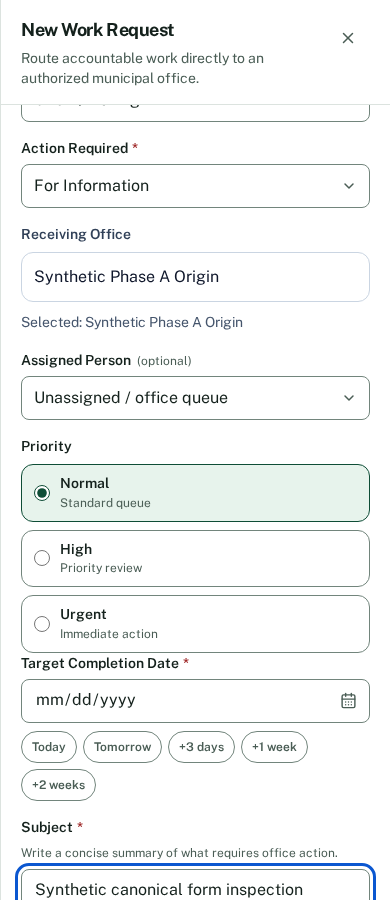 New Work Request
Route accountable work directly to an
authorized municipal office.
Action Required *
For Information
Receiving Office
Synthetic Phase A Origin
Selected: Synthetic Phase A Origin
Assigned Person (optional)
Unassigned / office queue
Priority
Normal
Standard queue
High
Priority review
Urgent
Immediate action
Target Completion Date *
mm/dd/yyyy
Today
Tomorrow
+3 days
+1 week
+2 weeks
Subject *
Write a concise summary of what requires office action.
Synthetic canonical form inspection